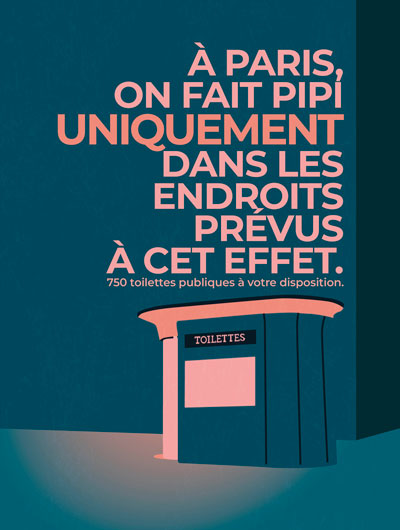 À PARIS,
ON FAIT PIPI
UNIQUEMENT
DANS LES
ENDROITS
PRÉVUS
À CET EFFET.
750 toilettes publiques à votre disposition.
TOILETTES